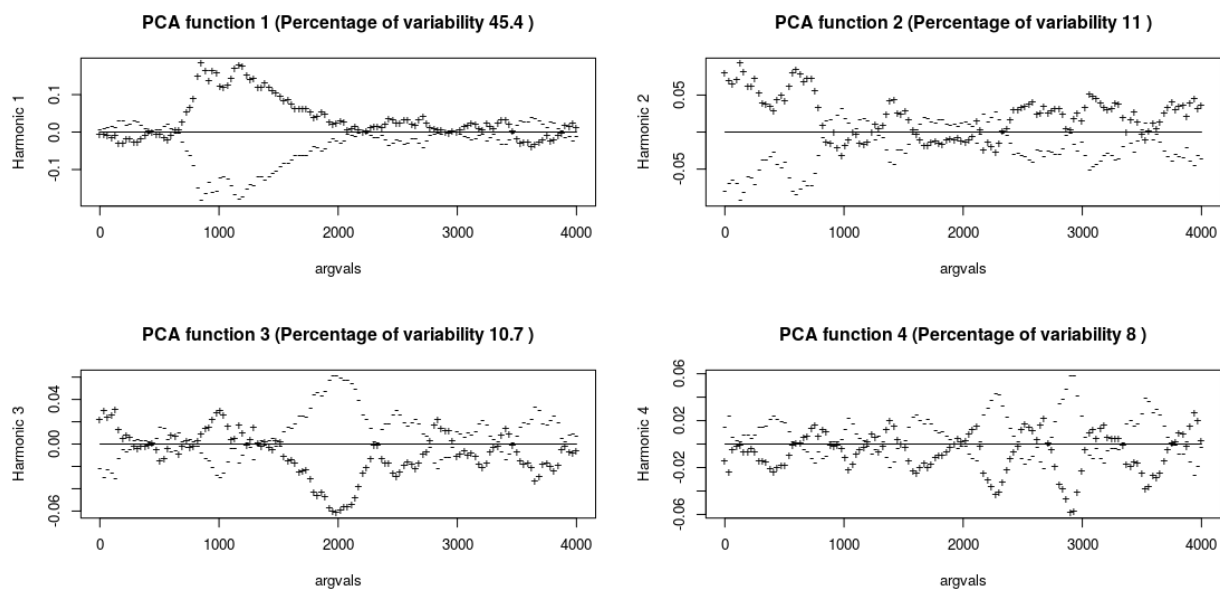 PCA function 1 (Percentage of variability 45.4 )
Harmonic 1
0.1
0.0
-0.1
0 1000 2000 3000 4000
argvals
PCA function 2 (Percentage of variability 11 )
Harmonic 2
0.05
-0.05
0 1000 2000 3000 4000
argvals
PCA function 3 (Percentage of variability 10.7 )
Harmonic 3
0.04
0.00
-0.06
0 1000 2000 3000 4000
argvals
PCA function 4 (Percentage of variability 8 )
Harmonic 4
0.06
0.02
-0.02
-0.06
0 1000 2000 3000 4000
argvals